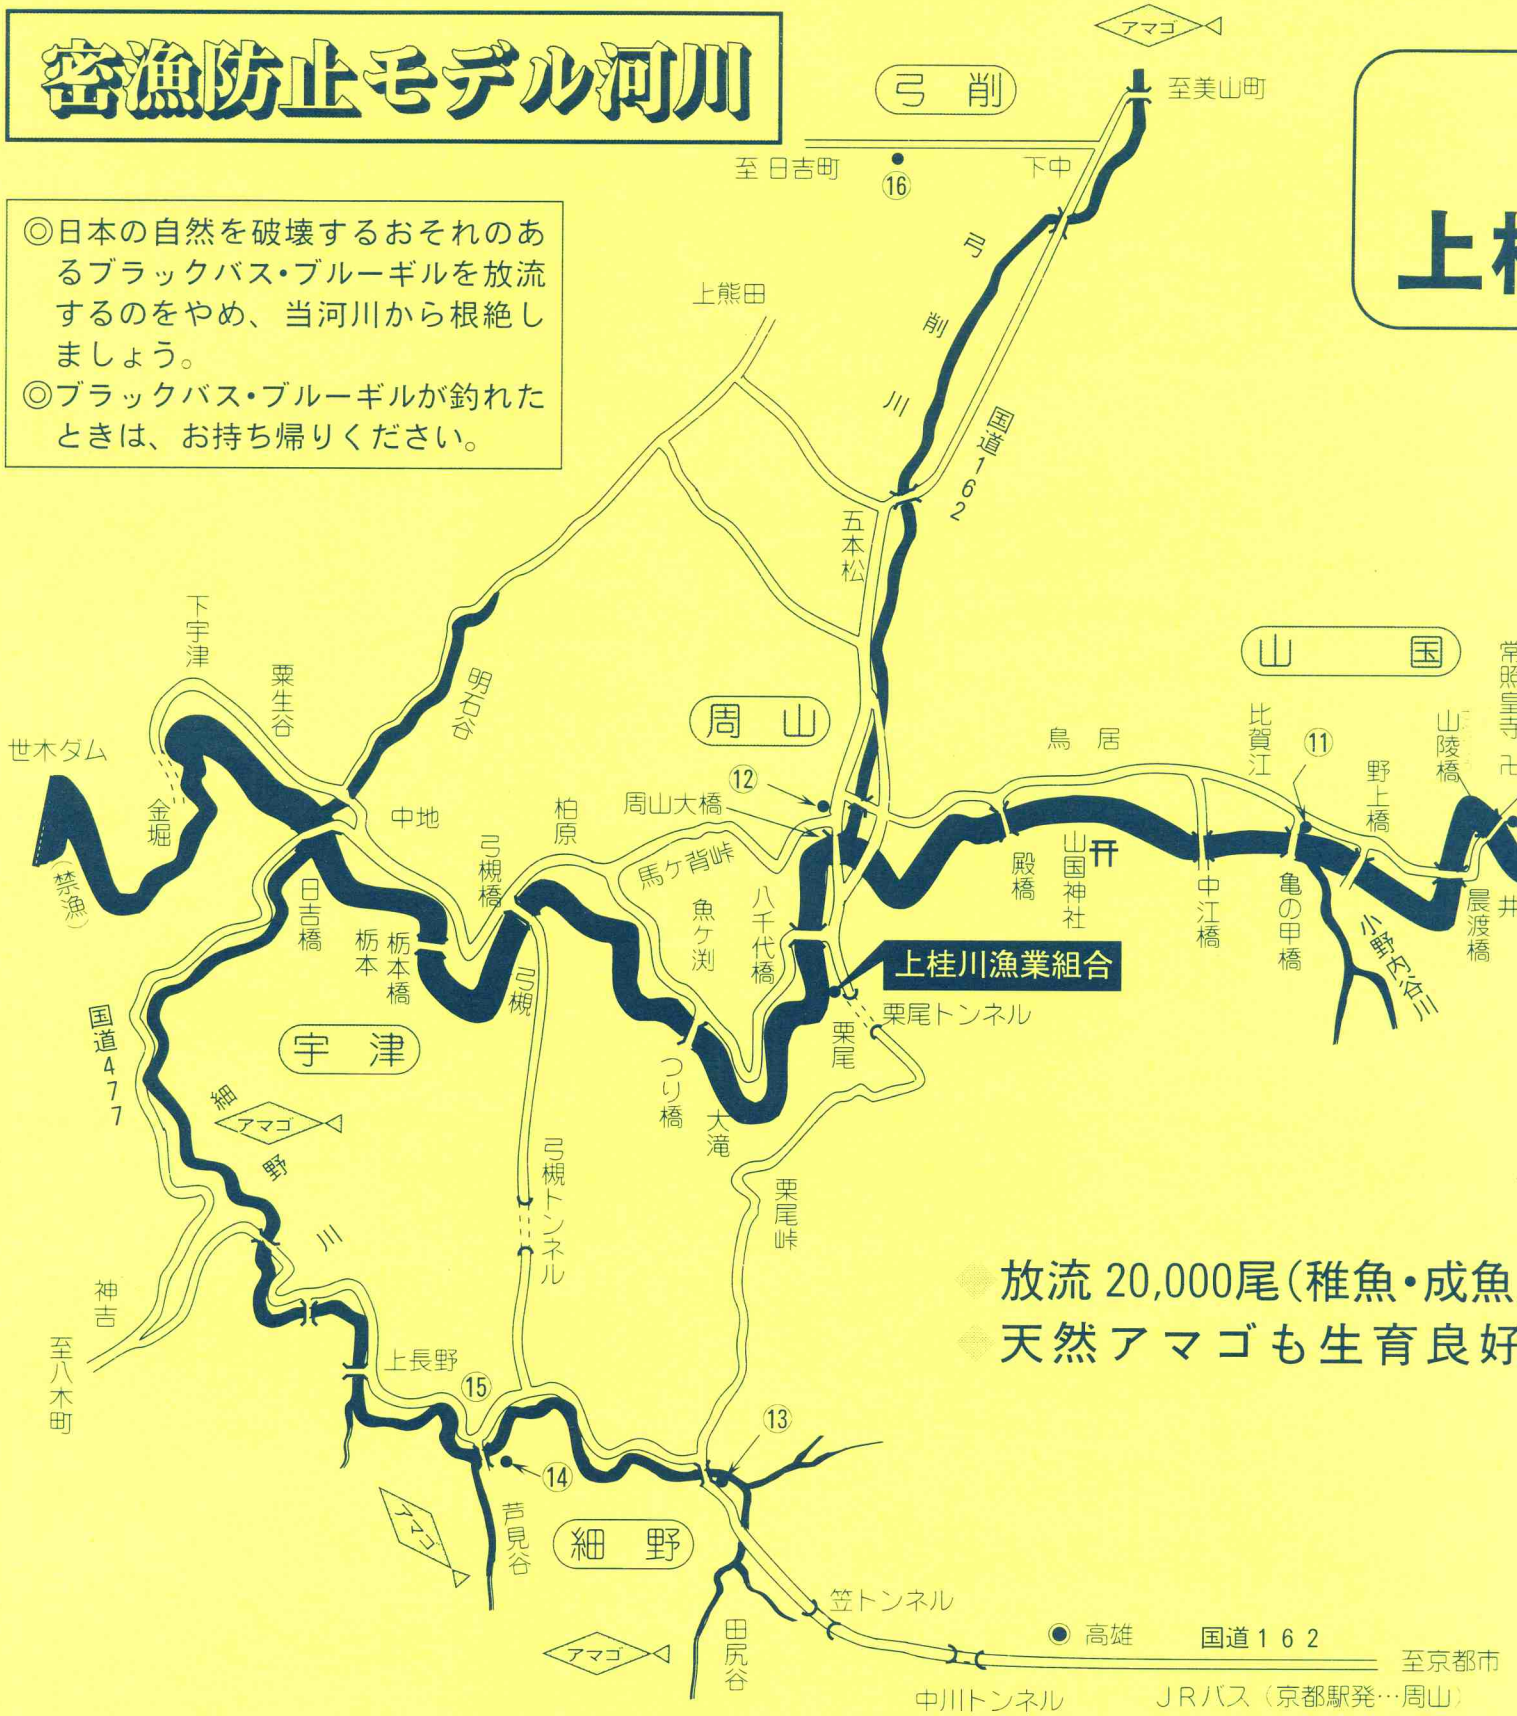 密漁防止モデル河川
◎日本の自然を破壊するおそれのあ
るブラックバス・ブルーギルを放流
するのをやめ、当河川から根絶し
ましょう。
◎ブラックバス・ブルーギルが釣れた
ときは、お持ち帰りください。
アマゴ
弓削
至美山町
至日吉町
⑯
下中
上
弓削川
上熊田
国道162
五本松
下宇津
粟生谷
明石谷
山国
常照皇寺
卍
周山
世木ダム
鳥居
比賀江
⑪
山陵橋
野上橋
⑫
周山大橋
金堀
中地
柏原
弓槻橋
馬ケ背峠
(禁漁)
日吉橋
栃本
栃本橋
魚ケ渕
八千代橋
殿橋
山国神社
中江橋
亀の甲橋
小野内谷川
晨渡橋
井
弓槻
上桂川漁業組合
栗尾トンネル
栗尾
国道477
宇津
つり橋
大滝
細野川
アマゴ
弓槻トンネル
栗尾峠
放流 20,000尾(稚魚・成魚
天然アマゴも生育良好
神吉
至八木町
上長野
⑮
⑬
⑭
アマゴ
芦見谷
細野
笠トンネル
アマゴ
田尻谷
高雄
国道162
至京都市
中川トンネル
JRバス(京都駅発…周山)